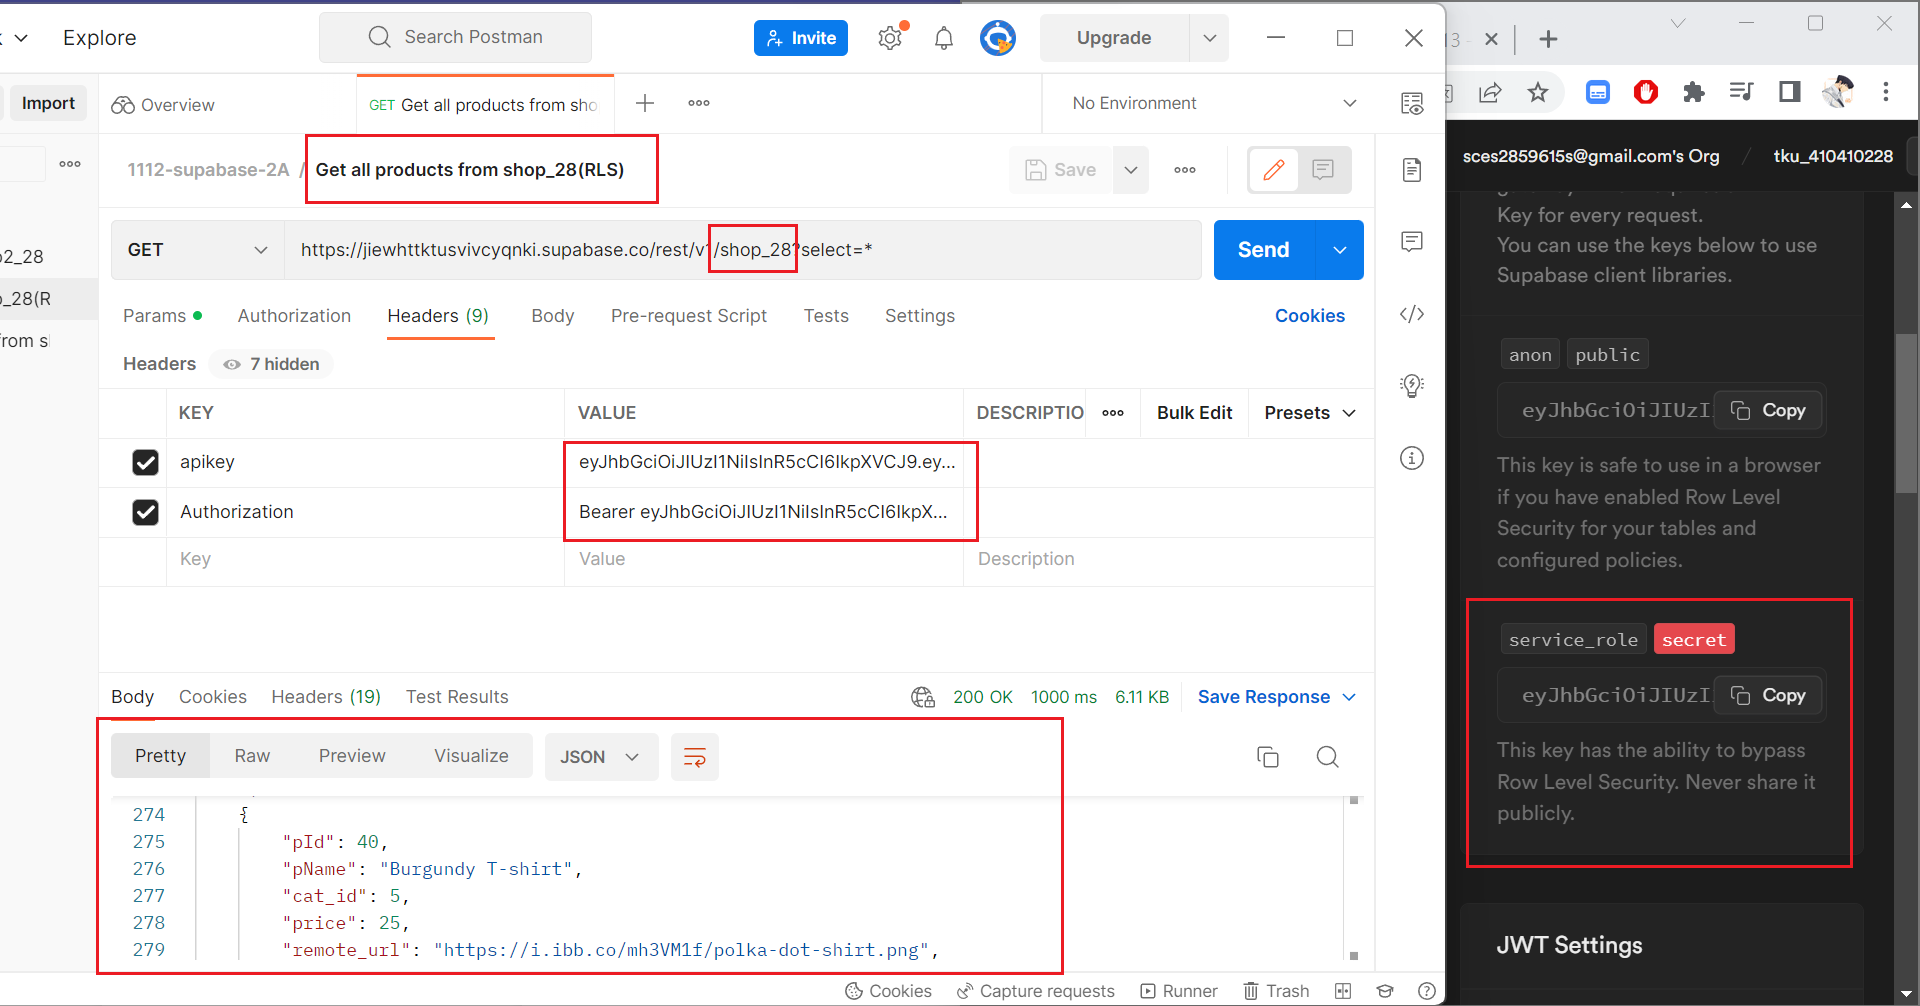 Explore
Search Postman
Invite
Upgrade
Import
Overview
GET Get all products from sho
No Environment
1112-supabase-2A / Get all products from shop_28(RLS)
Save
GET
https://jiewhttktusvivcyqnki.supabase.co/rest/v1/shop_28?select=*
Send
o2_28
o_28(R
from sl
Params
Authorization
Headers (9)
Body
Pre-request Script
Tests
Settings
Cookies
Headers
7 hidden
KEY
VALUE
DESCRIPTIO
Bulk Edit
Presets
apikey
eyJhbGciOiJIUzI1NiIsInR5cCI6IkpXVCJ9.ey...
Authorization
Bearer eyJhbGciOiJIUzI1NiIsInR5cCI6IkpX...
Key
Value
Description
Body
Cookies
Headers (19)
Test Results
200 OK
1000 ms
6.11 KB
Save Response
Pretty
Raw
Preview
Visualize
JSON
274 {
275 "pId": 40,
276 "pName": "Burgundy T-shirt",
277 "cat_id": 5,
278 "price": 25,
279 "remote_url": "https://i.ibb.co/mh3VM1f/polka-dot-shirt.png",
Cookies
Capture requests
Runner
Trash
13 -
sces2859615s@gmail.com's Org / tku_410410228
Key for every request.
You can use the keys below to use
Supabase client libraries.
anon public
eyJhbGciOiJIUzI
Copy
This key is safe to use in a browser
if you have enabled Row Level
Security for your tables and
configured policies.
service_role secret
eyJhbGciOiJIUzI
Copy
This key has the ability to bypass
Row Level Security. Never share it
publicly.
JWT Settings